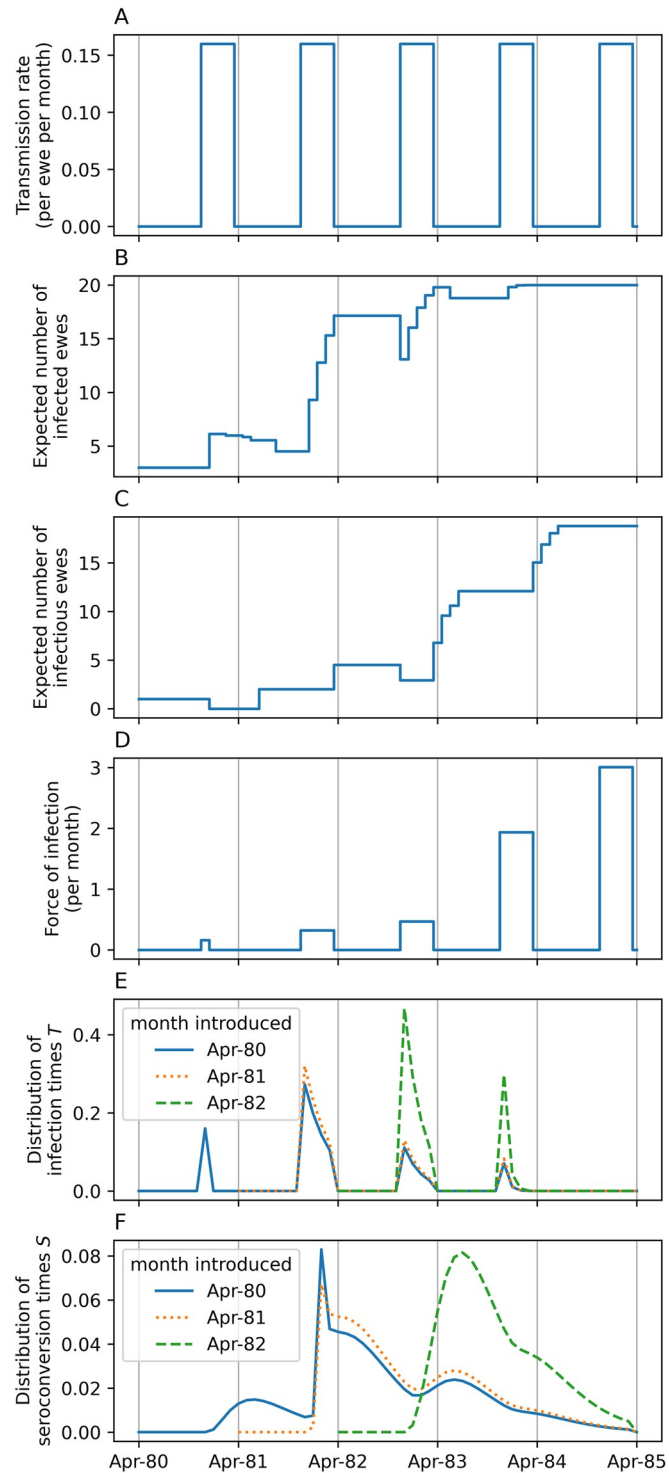 A
Transmission rate
(per ewe per month)
0.15
0.10
0.05
0.00
B
Expected number of
infected ewes
20
15
10
5
C
Expected number of
infectious ewes
15
10
5
0
D
Force of infection
(per month)
3
2
1
0
E
Distribution of
infection times T
0.4
0.2
0.0
month introduced
Apr-80
Apr-81
Apr-82
F
Distribution of
seroconversion times S
0.08
0.06
0.04
0.02
0.00
month introduced
Apr-80
Apr-81
Apr-82
Apr-80 Apr-81 Apr-82 Apr-83 Apr-84 Apr-85